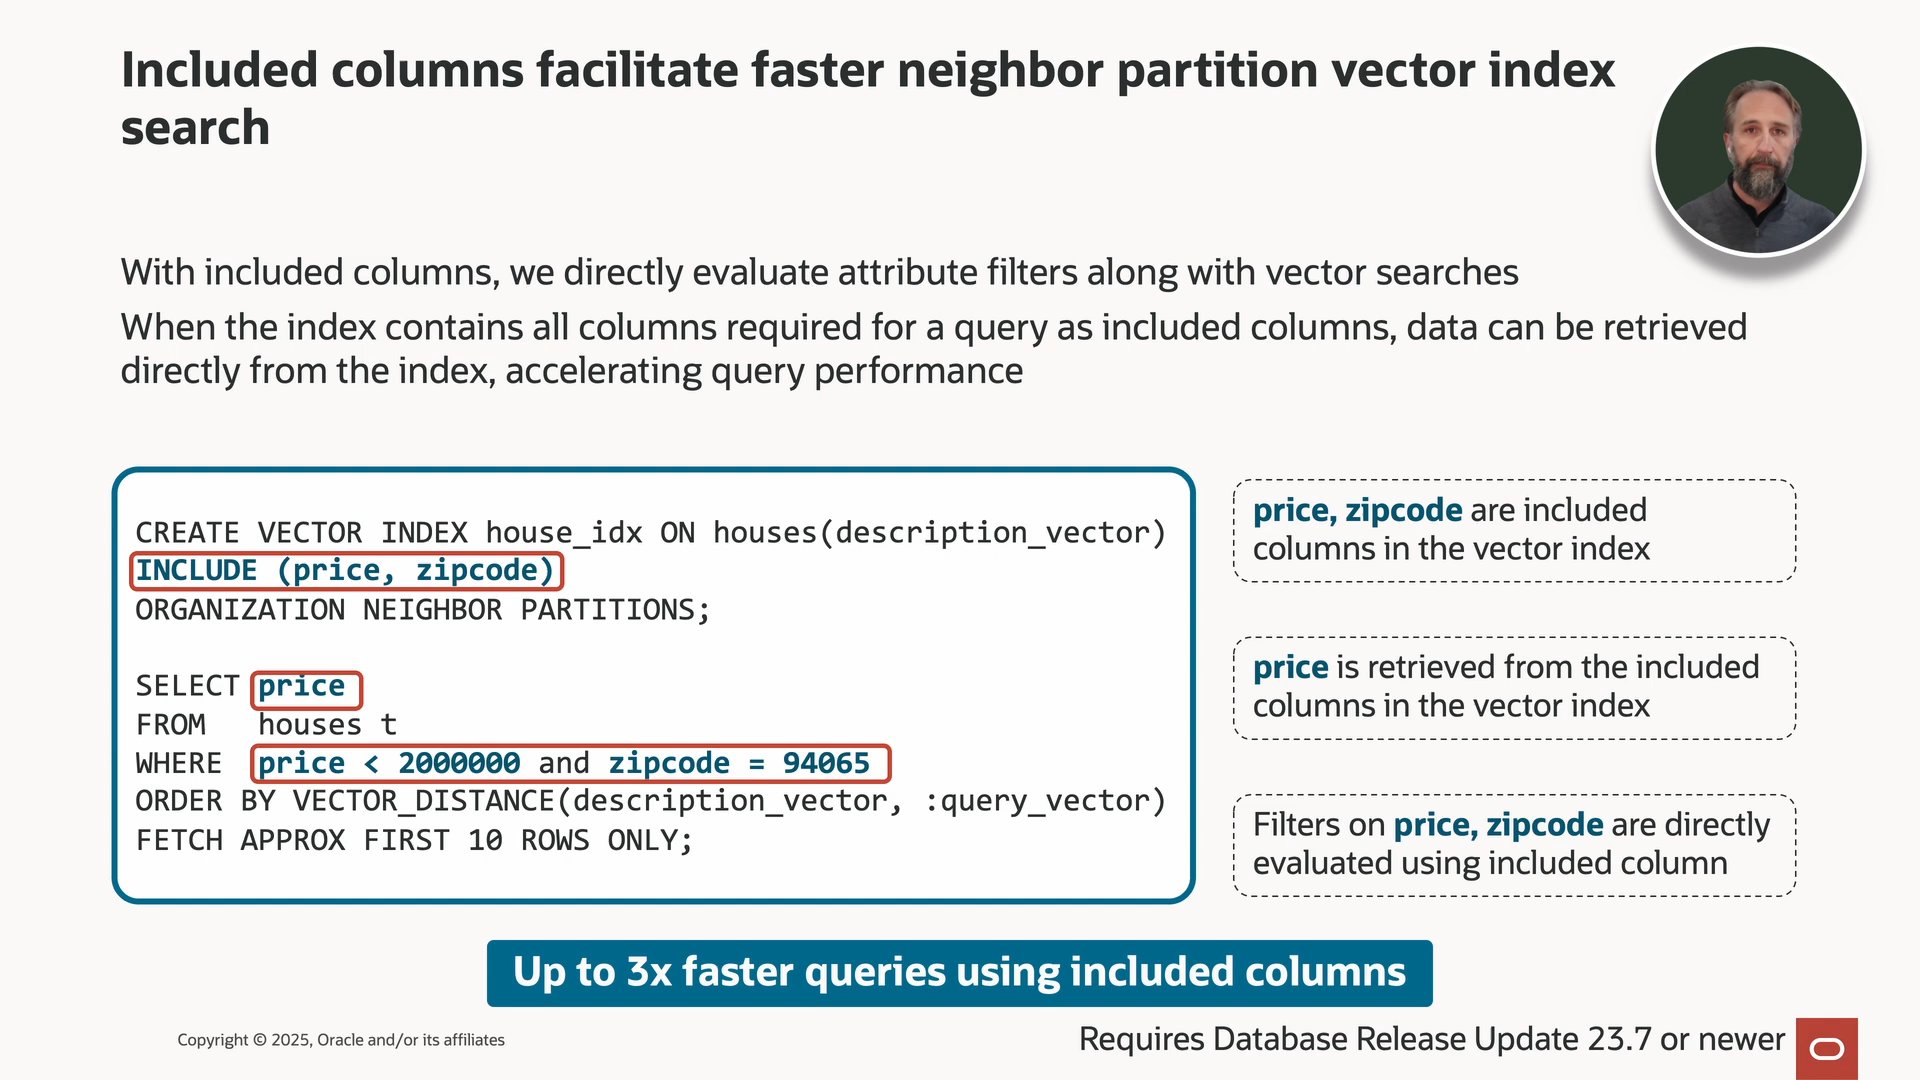 Included columns facilitate faster neighbor partition vector index
search
With included columns, we directly evaluate attribute filters along with vector searches
When the index contains all columns required for a query as included columns, data can be retrieved
directly from the index, accelerating query performance
CREATE VECTOR INDEX house_idx ON houses(description_vector)
INCLUDE (price, zipcode)
ORGANIZATION NEIGHBOR PARTITIONS;
SELECT price
FROM houses t
WHERE price < 2000000 and zipcode = 94065
ORDER BY VECTOR_DISTANCE(description_vector, :query_vector)
FETCH APPROX FIRST 10 ROWS ONLY;
price, zipcode are included
columns in the vector index
price is retrieved from the included
columns in the vector index
Filters on price, zipcode are directly
evaluated using included column
Up to 3x faster queries using included columns
Copyright © 2025, Oracle and/or its affiliates
Requires Database Release Update 23.7 or newer